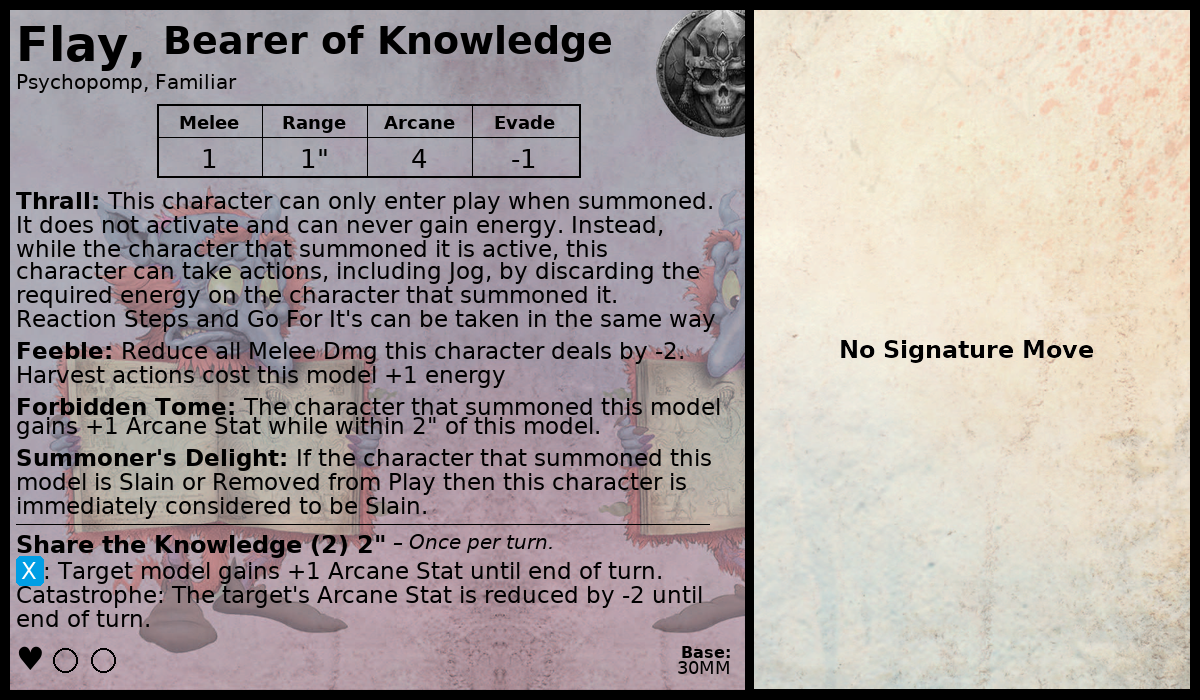 Flay, Bearer of Knowledge
Psychopomp, Familiar
Melee Range Arcane Evade
1 1" 4 -1
Thrall: This character can only enter play when summoned.
It does not activate and can never gain energy. Instead,
while the character that summoned it is active, this
character can take actions, including Jog, by discarding the
required energy on the character that summoned it.
Reaction Steps and Go For It's can be taken in the same way
Feeble: Reduce all Melee Dmg this character deals by -2.
Harvest actions cost this model +1 energy
Forbidden Tome: The character that summoned this model
gains +1 Arcane Stat while within 2" of this model.
Summoner's Delight: If the character that summoned this
model is Slain or Removed from Play then this character is
immediately considered to be Slain.
Share the Knowledge (2) 2" – Once per turn.
X: Target model gains +1 Arcane Stat until end of turn.
Catastrophe: The target's Arcane Stat is reduced by -2 until
end of turn.
Base:
30MM
No Signature Move